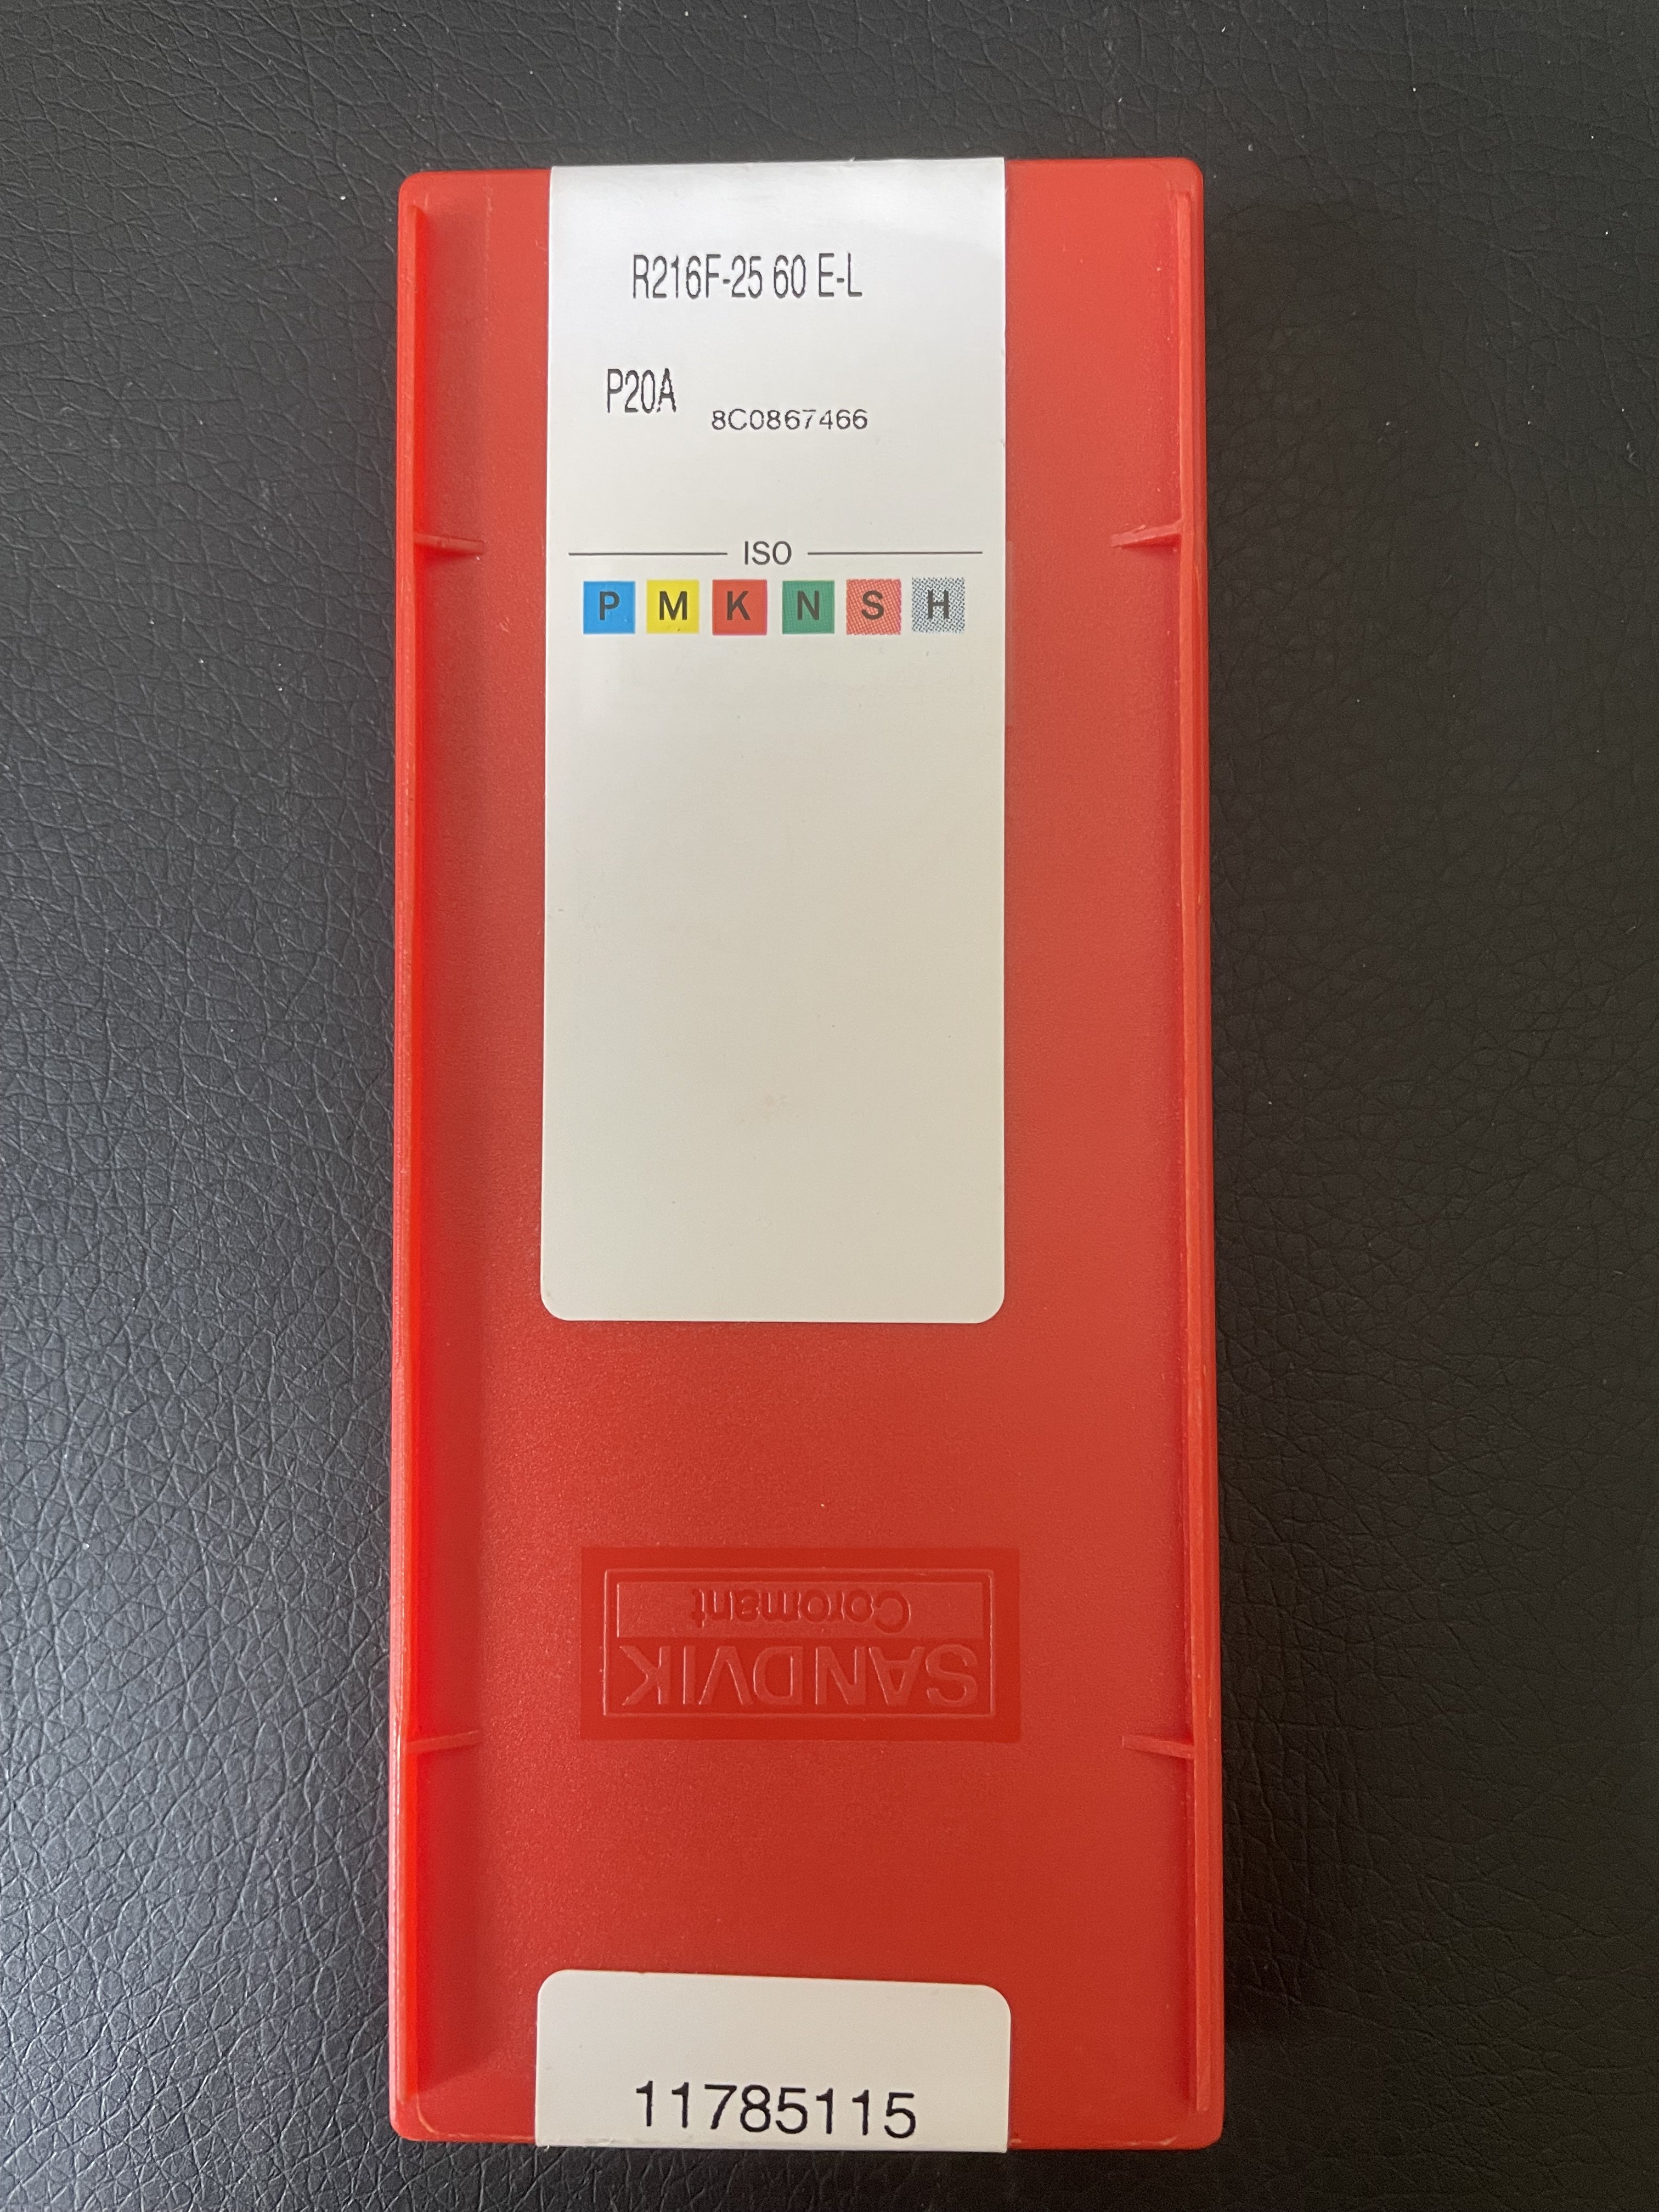 R216F-25 60 E-L
P20A
8C0867466
ISO
P M K N S H
SANDVIK
Coromant
11785115